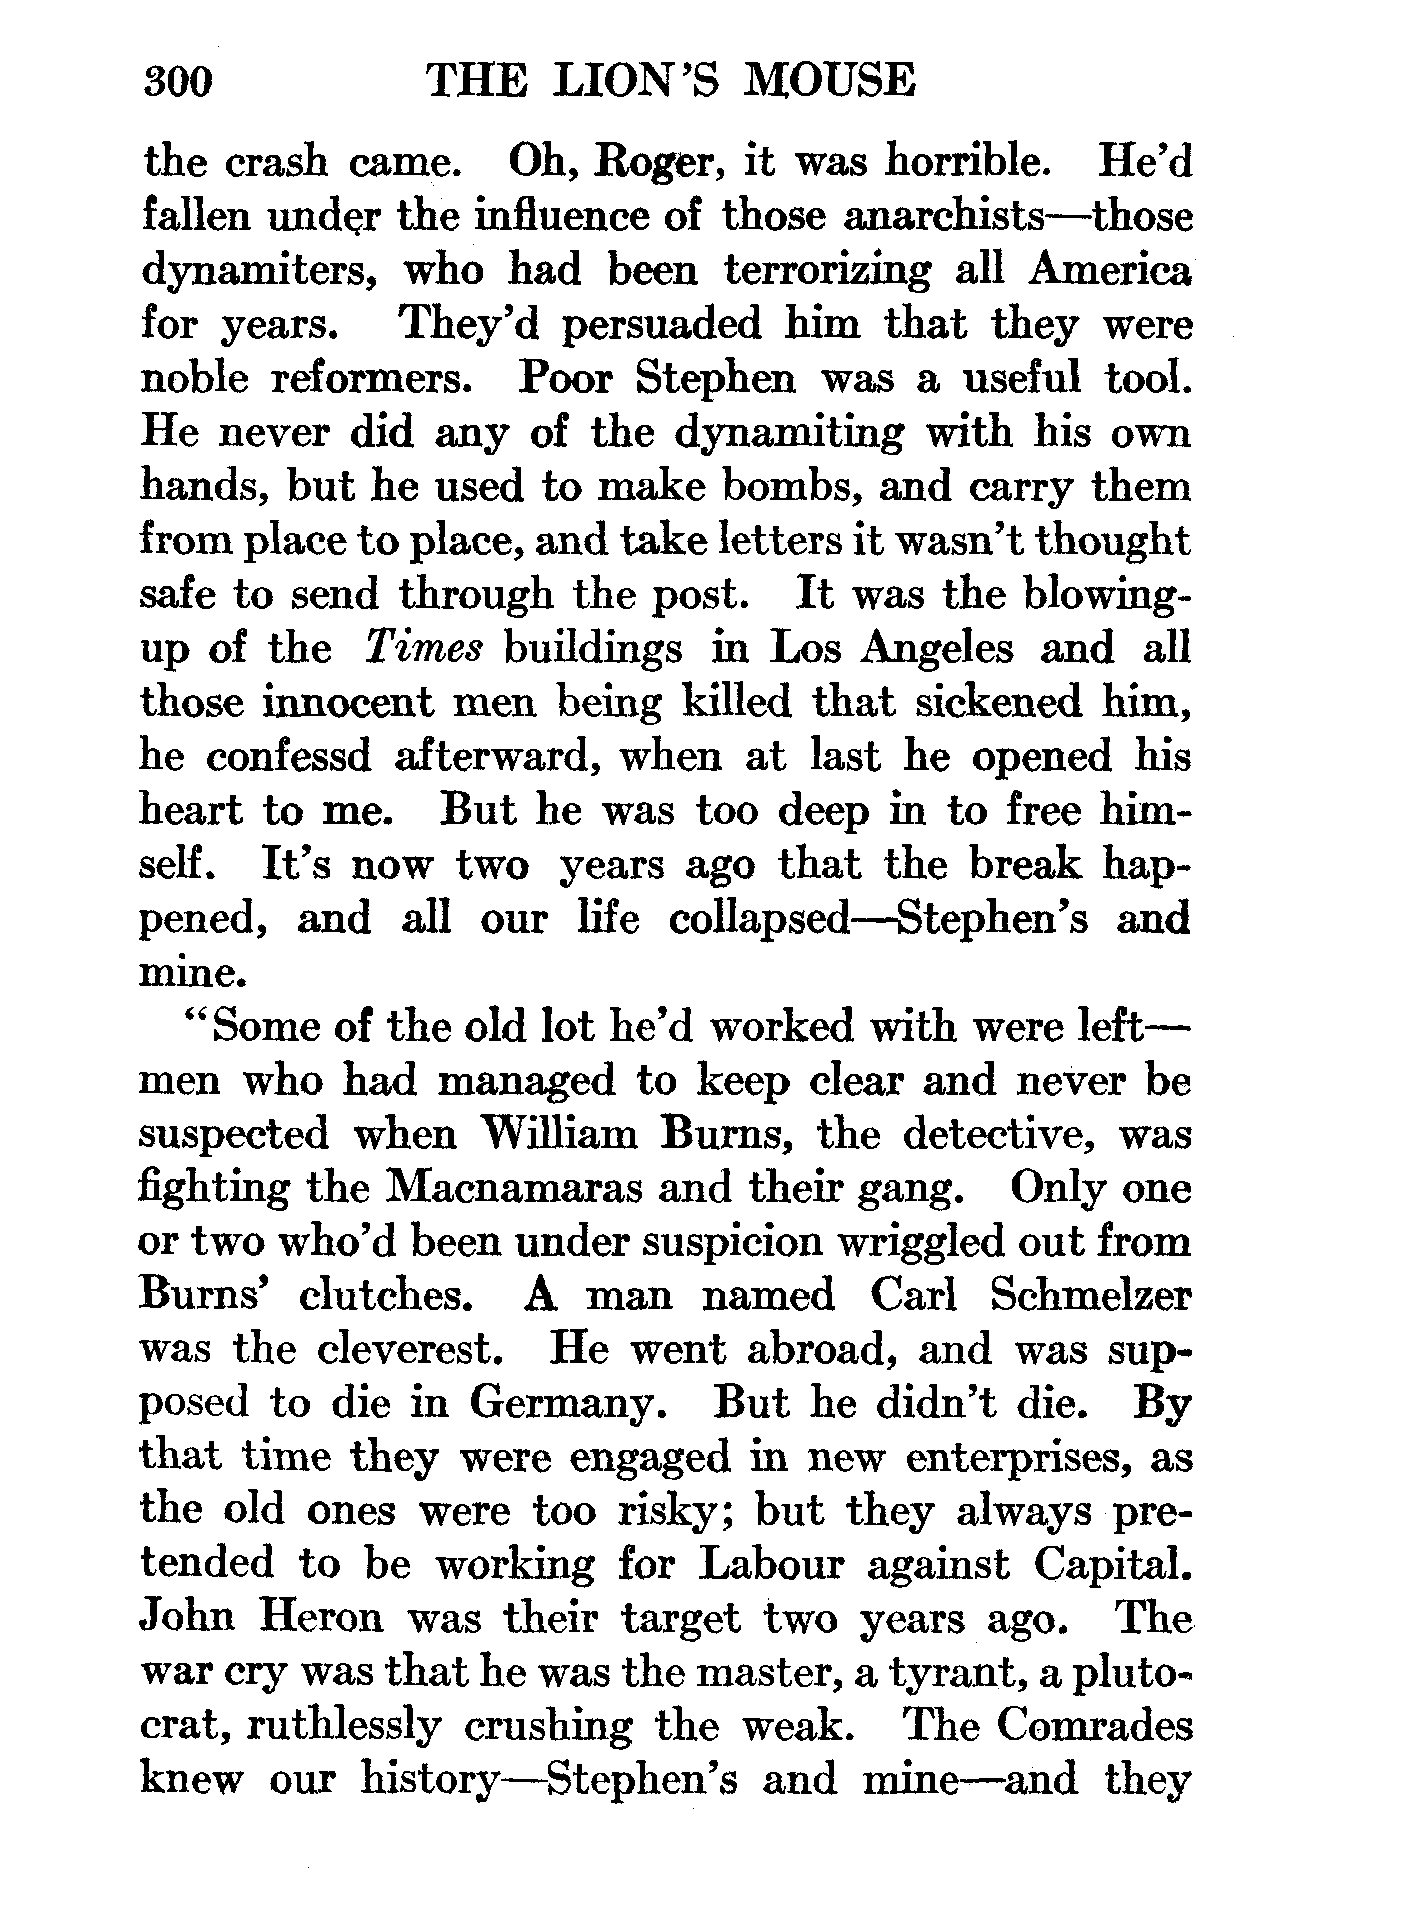 300 THE LION'S MOUSE
the crash came. Oh, Roger, it was horrible. He'd
fallen under the influence of those anarchists—those
dynamiters, who had been terrorizing all America
for years. They'd persuaded him that they were
noble reformers. Poor Stephen was a useful tool.
He never did any of the dynamiting with his own
hands, but he used to make bombs, and carry them
from place to place, and take letters it wasn't thought
safe to send through the post. It was the blowing-
up of the Times buildings in Los Angeles and all
those innocent men being killed that sickened him,
he confessd afterward, when at last he opened his
heart to me. But he was too deep in to free him-
self. It's now two years ago that the break hap-
pened, and all our life collapsed—Stephen's and
mine.
"Some of the old lot he'd worked with were left—
men who had managed to keep clear and never be
suspected when William Burns, the detective, was
fighting the Macnamaras and their gang. Only one
or two who'd been under suspicion wriggled out from
Burns' clutches. A man named Carl Schmelzer
was the cleverest. He went abroad, and was sup-
posed to die in Germany. But he didn't die. By
that time they were engaged in new enterprises, as
the old ones were too risky; but they always pre-
tended to be working for Labour against Capital.
John Heron was their target two years ago. The
war cry was that he was the master, a tyrant, a pluto-
crat, ruthlessly crushing the weak. The Comrades
knew our history—Stephen's and mine—and they